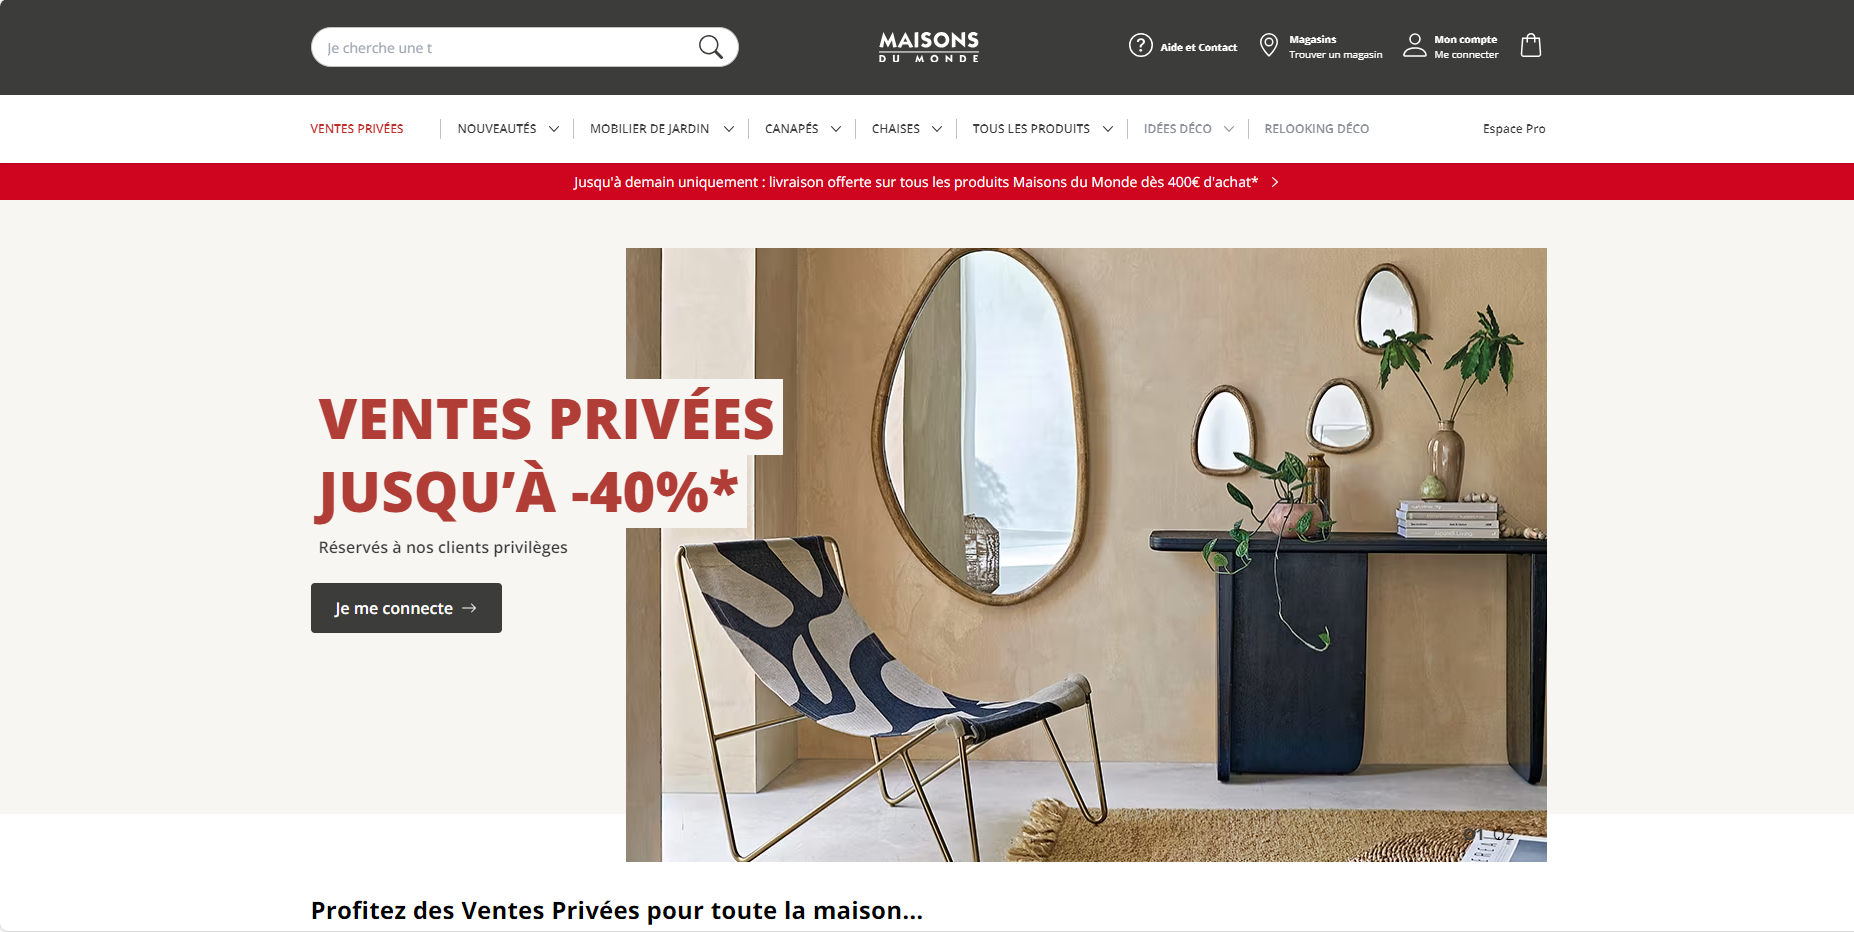 Je cherche une t
MAISONS
DU MONDE
Aide et Contact
Magasins
Trouver un magasin
Mon compte
Me connecter
VENTES PRIVÉES
NOUVEAUTÉS
MOBILIER DE JARDIN
CANAPÉS
CHAISES
TOUS LES PRODUITS
IDÉES DÉCO
RELOOKING DÉCO
Espace Pro
Jusqu'à demain uniquement : livraison offerte sur tous les produits Maisons du Monde dès 400€ d'achat*
VENTES PRIVÉES
JUSQU’À -40%*
Réservés à nos clients privilèges
Je me connecte
01 02
Profitez des Ventes Privées pour toute la maison...